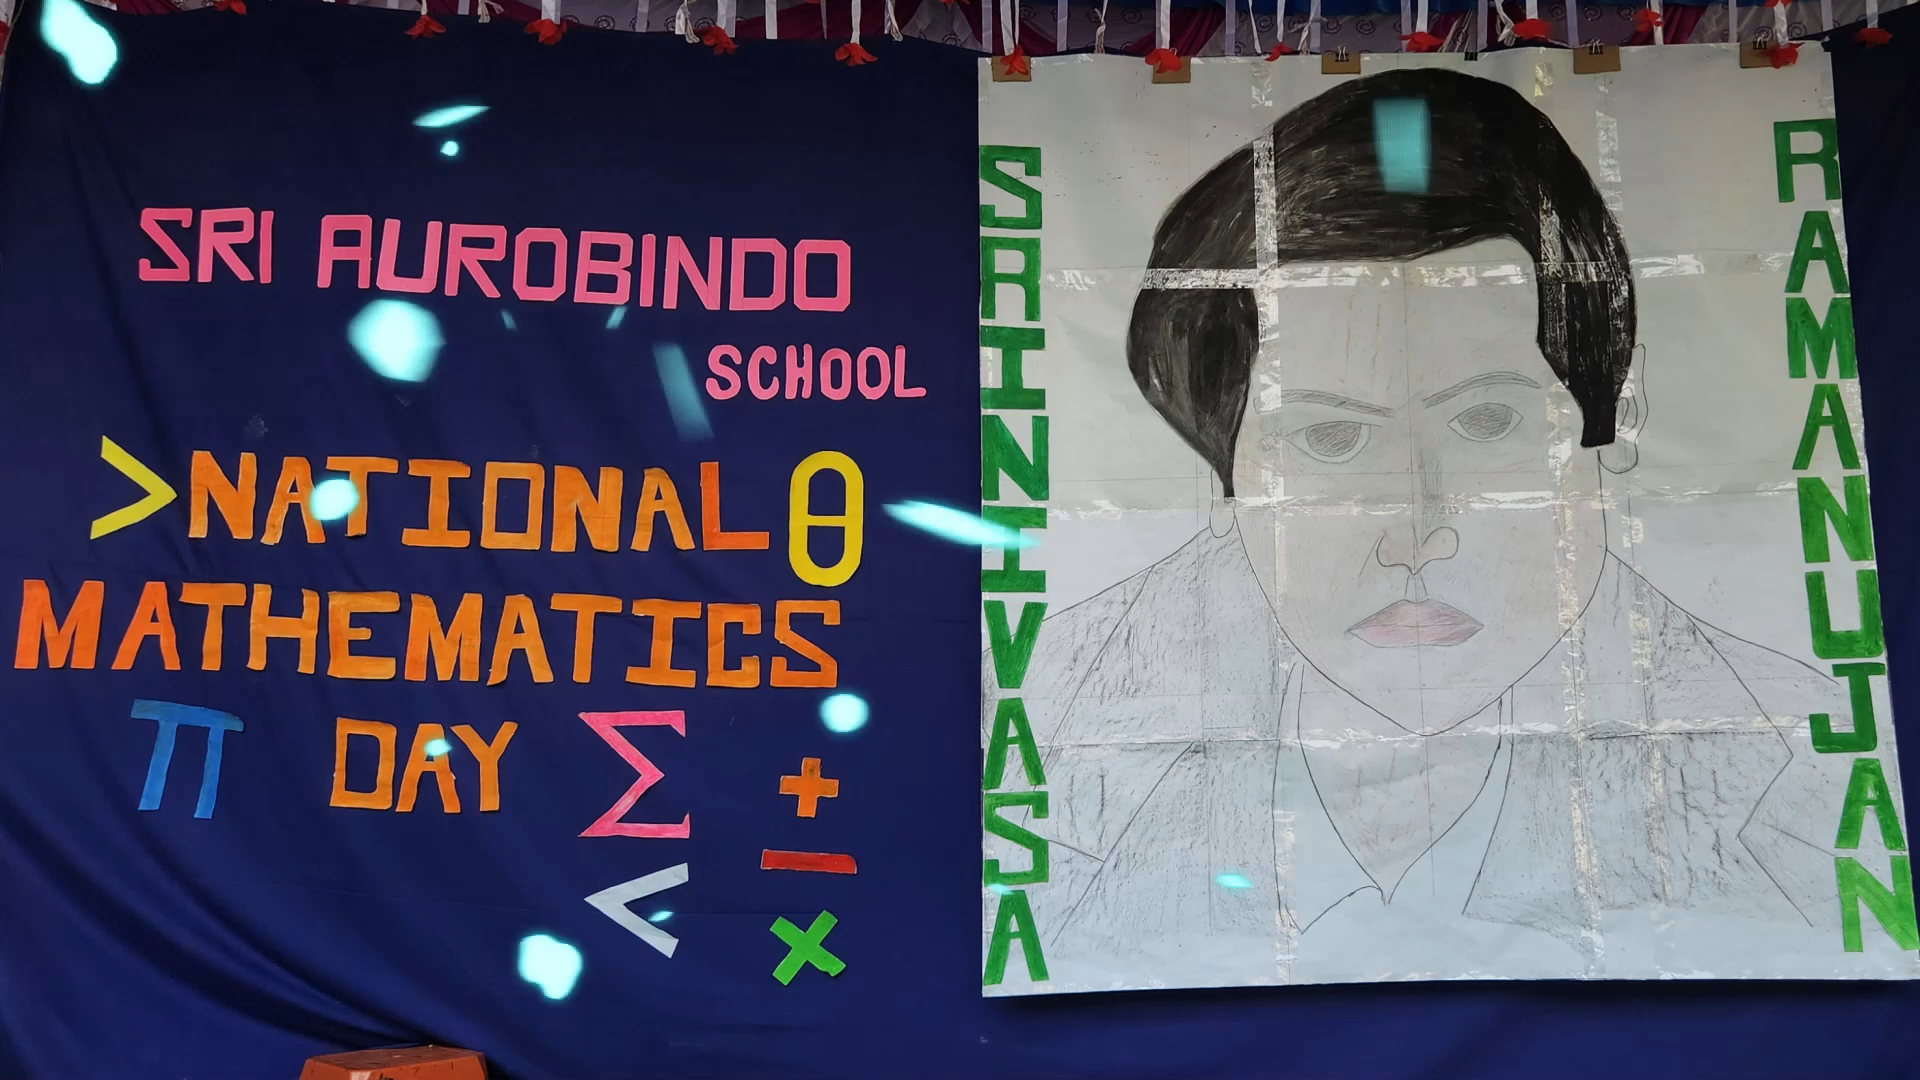 SRI AUROBINDO
SCHOOL
> NATIONAL θ
MATHEMATICS
π DAY Σ +
−
<
×
SRINIVASA
RAMANUJAN